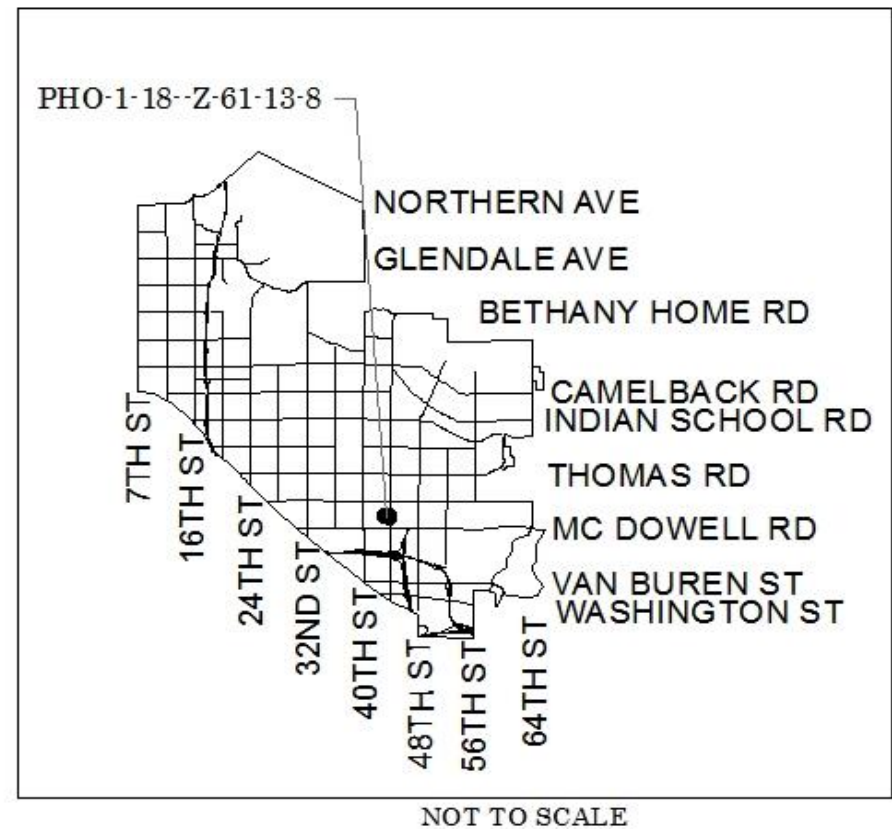 PHO-1-18--Z-61-13-8
NORTHERN AVE
GLENDALE AVE
BETHANY HOME RD
CAMELBACK RD
INDIAN SCHOOL RD
THOMAS RD
MC DOWELL RD
VAN BUREN ST
WASHINGTON ST
7TH ST
16TH ST
24TH ST
32ND ST
40TH ST
48TH ST
56TH ST
64TH ST
NOT TO SCALE